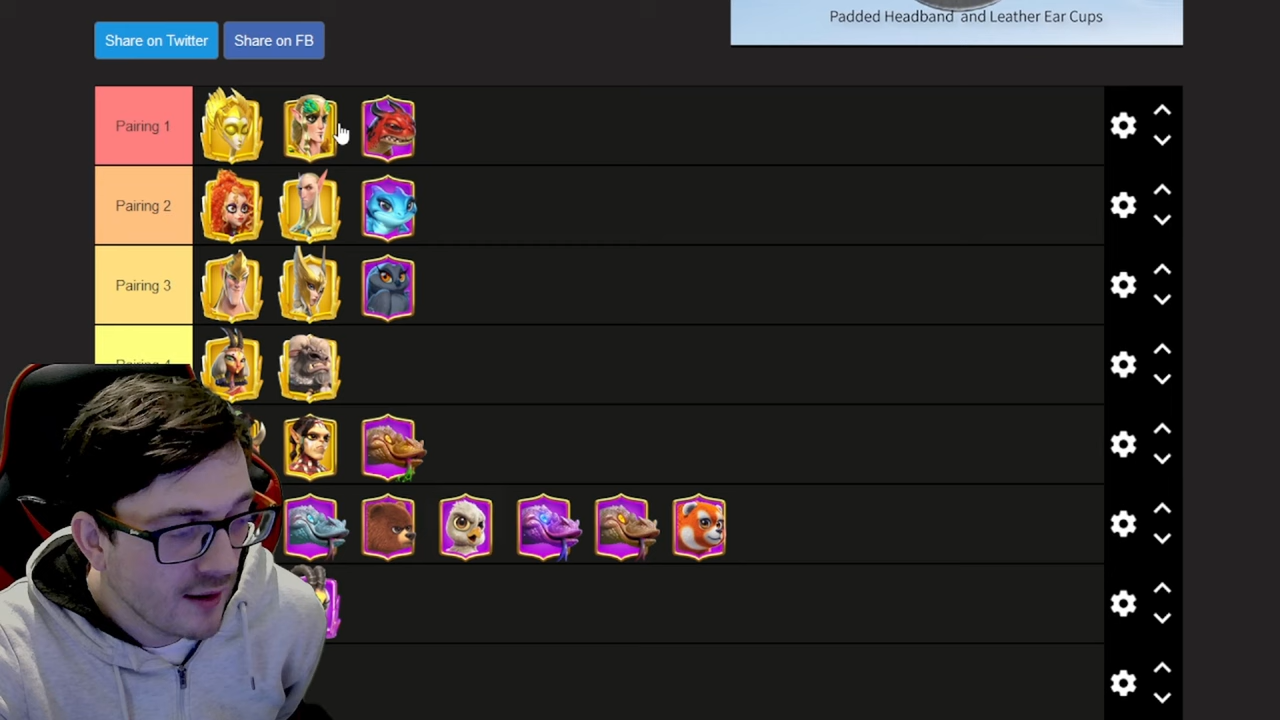 Padded Headband and Leather Ear Cups
Share on Twitter
Share on FB
Pairing 1
Pairing 2
Pairing 3